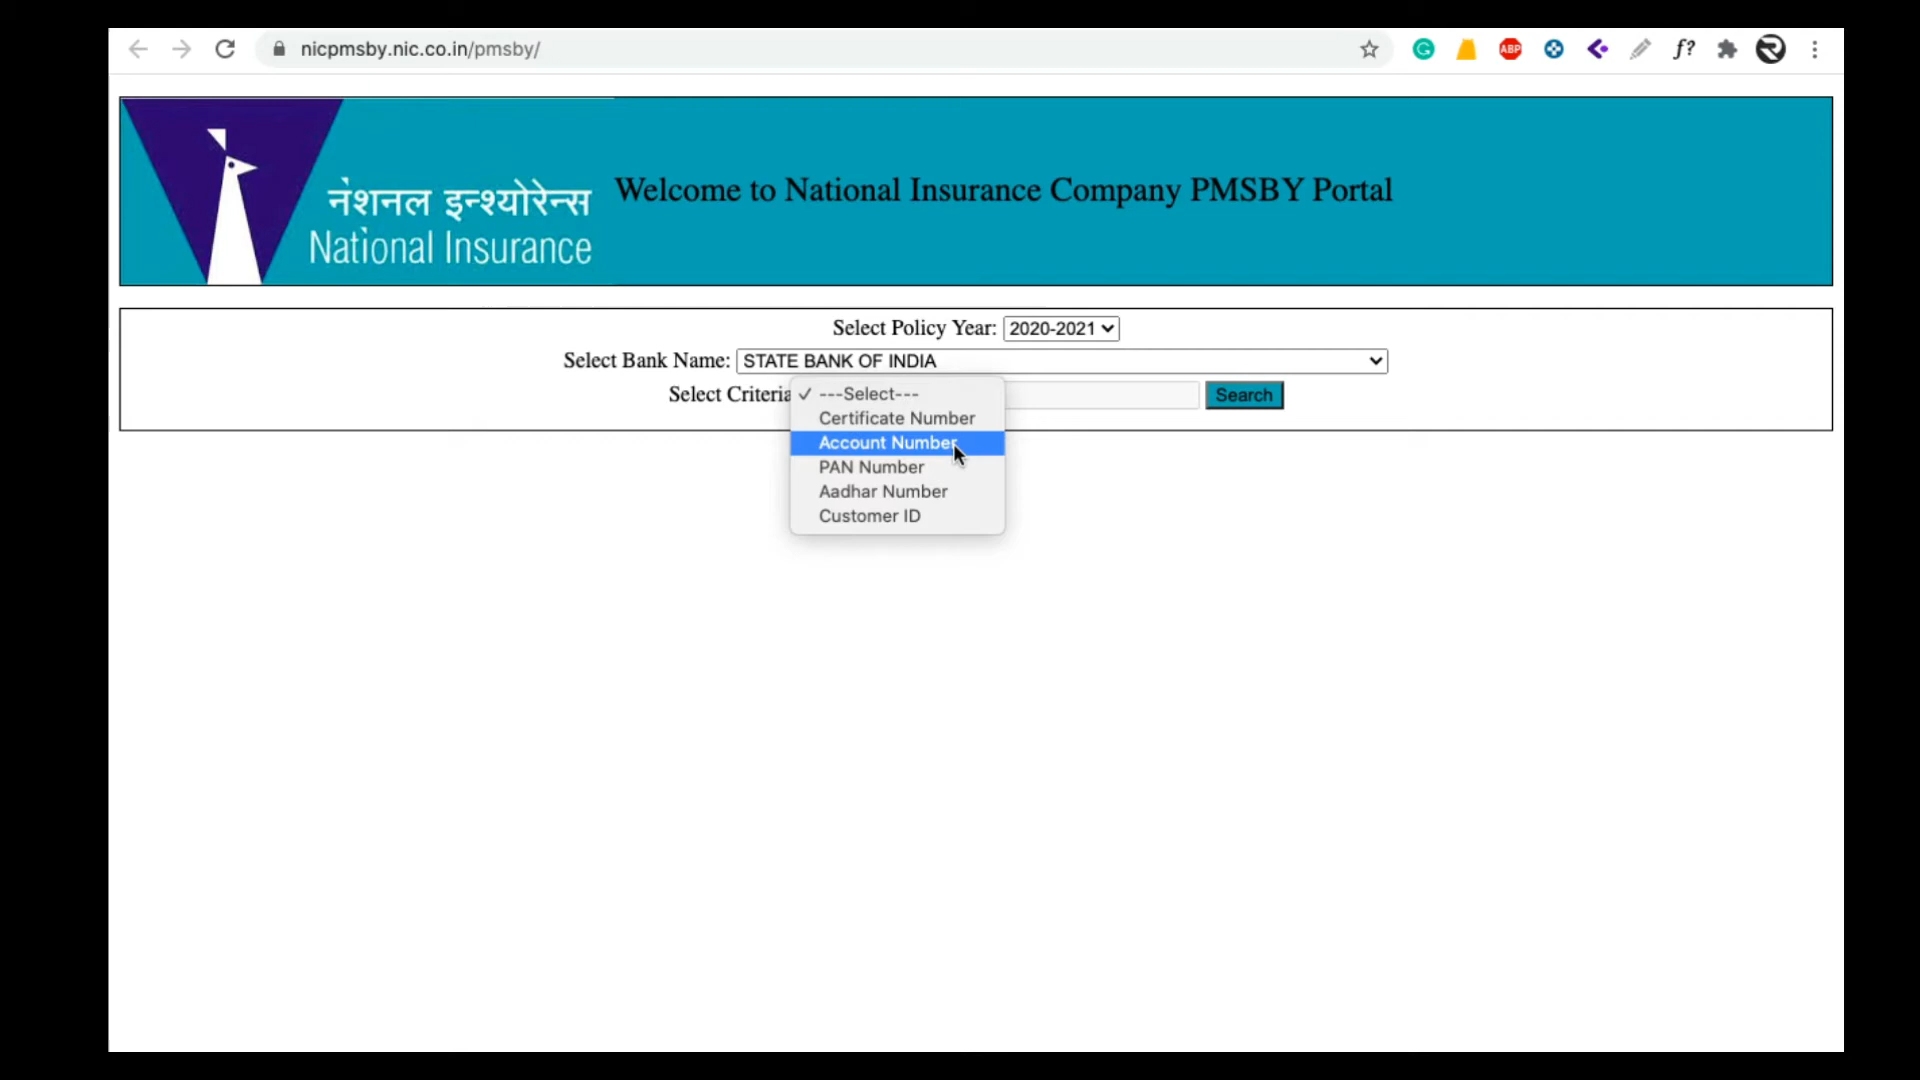 nicpmsby.nic.co.in/pmsby/
ABP
f?
नेशनल इन्श्योरेन्स
National Insurance
Welcome to National Insurance Company PMSBY Portal
Select Policy Year: 2020-2021
Select Bank Name: STATE BANK OF INDIA
Select Criteria ---Select--- Search
Certificate Number
Account Number
PAN Number
Aadhar Number
Customer ID